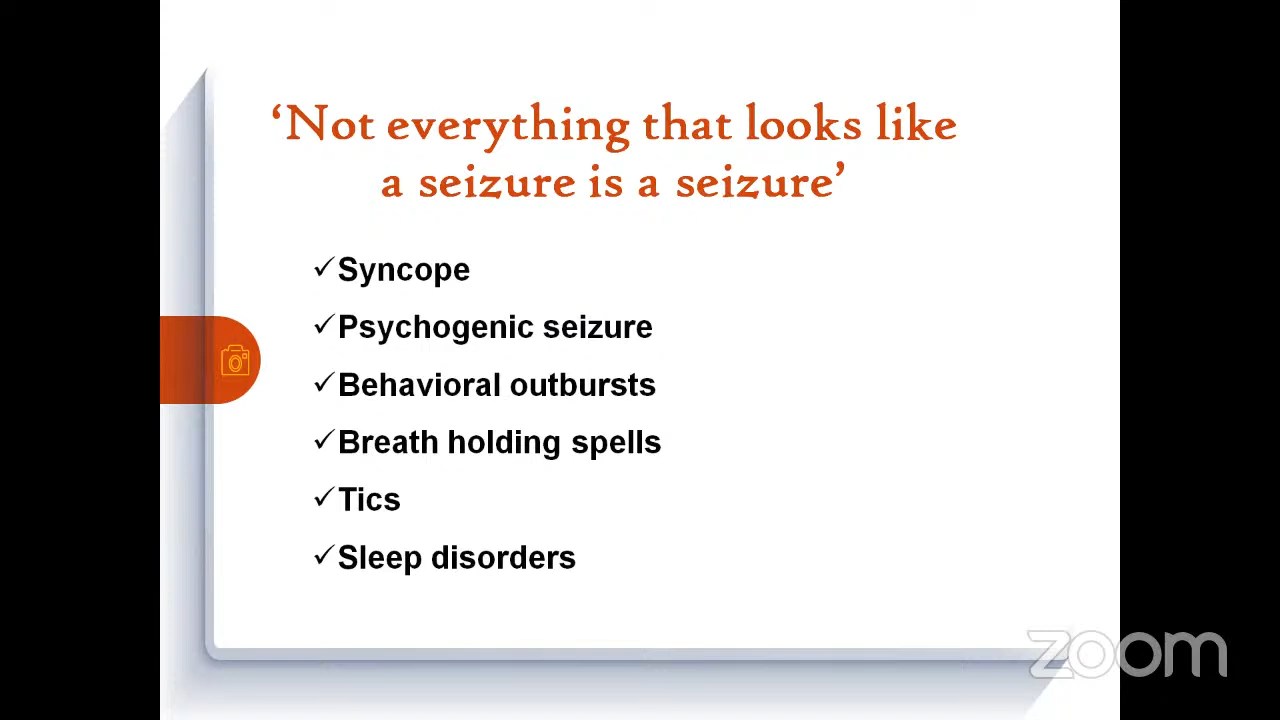 ‘Not everything that looks like
a seizure is a seizure’
✓Syncope
✓Psychogenic seizure
✓Behavioral outbursts
✓Breath holding spells
✓Tics
✓Sleep disorders
zoom